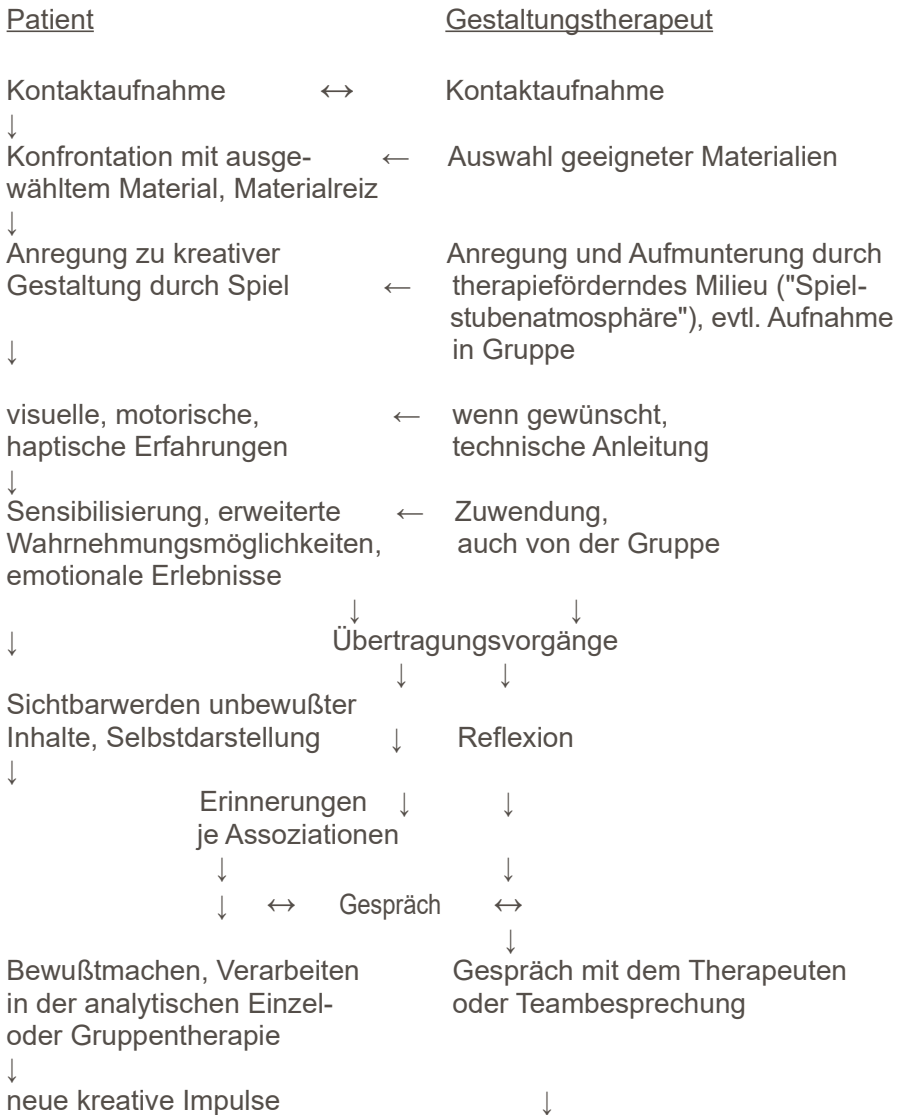 Patient Gestaltungstherapeut
Kontaktaufnahme ↔ Kontaktaufnahme
↓
Konfrontation mit ausge- ← Auswahl geeigneter Materialien
wähltem Material, Materialreiz
↓
Anregung zu kreativer Anregung und Aufmunterung durch
Gestaltung durch Spiel ← therapieförderndes Milieu ("Spiel-
stubenatmosphäre"), evtl. Aufnahme
↓ in Gruppe
visuelle, motorische, ← wenn gewünscht,
haptische Erfahrungen technische Anleitung
↓
Sensibilisierung, erweiterte ← Zuwendung,
Wahrnehmungsmöglichkeiten, auch von der Gruppe
emotionale Erlebnisse
↓ ↓
↓ Übertragungsvorgänge
↓ ↓
Sichtbarwerden unbewußter
Inhalte, Selbstdarstellung ↓ Reflexion
↓
Erinnerungen ↓ ↓
je Assoziationen
↓ ↓
↓ ↔ Gespräch ↔
↓
Bewußtmachen, Verarbeiten Gespräch mit dem Therapeuten
in der analytischen Einzel- oder Teambesprechung
oder Gruppentherapie
↓
neue kreative Impulse ↓